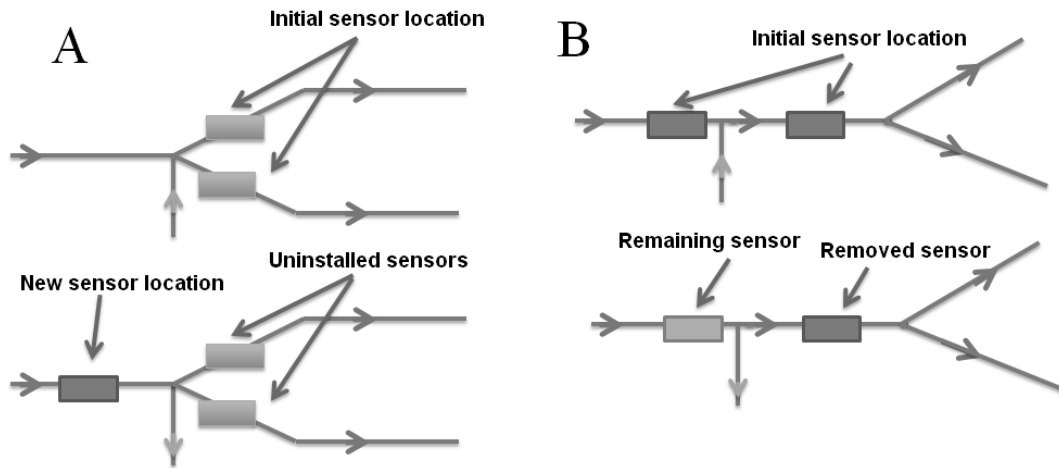 A
Initial sensor location
New sensor location
Uninstalled sensors
B
Initial sensor location
Remaining sensor
Removed sensor